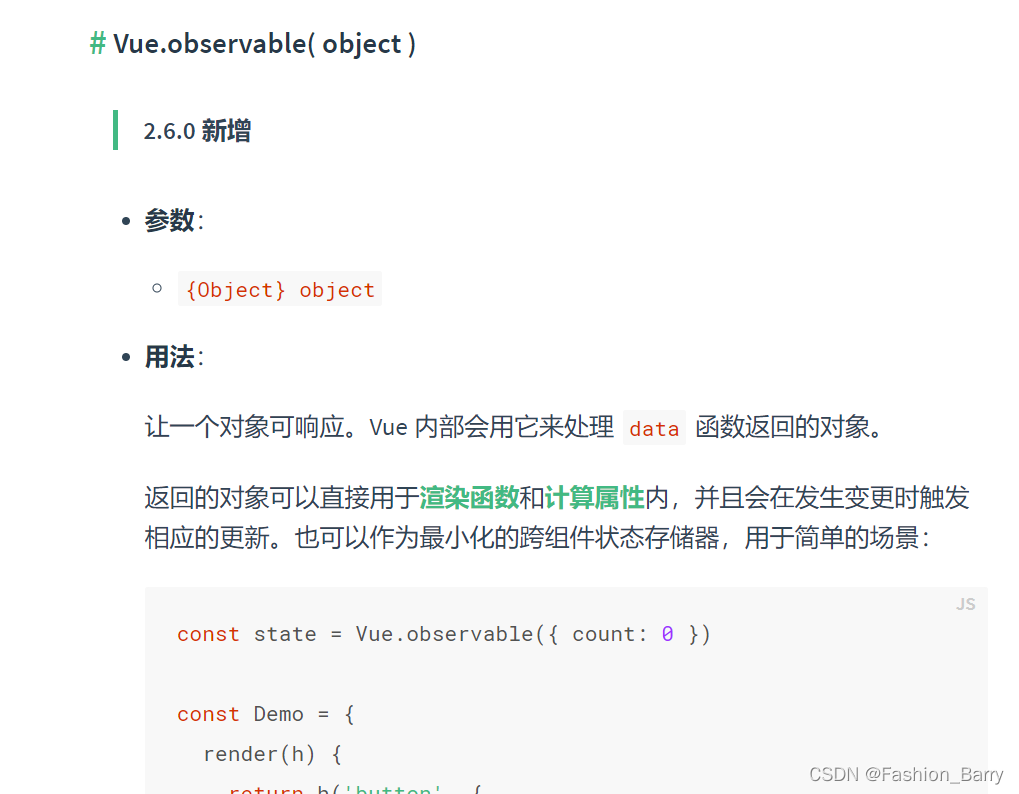 # Vue.observable( object )
2.6.0 新增
参数：
{Object} object
用法：
让一个对象可响应。Vue 内部会用它来处理 data 函数返回的对象。
返回的对象可以直接用于渲染函数和计算属性内，并且会在发生变更时触发
相应的更新。也可以作为最小化的跨组件状态存储器，用于简单的场景：
JS
const state = Vue.observable({ count: 0 })
const Demo = {
render(h) {
return h('button', {
CSDN @Fashion_Barry